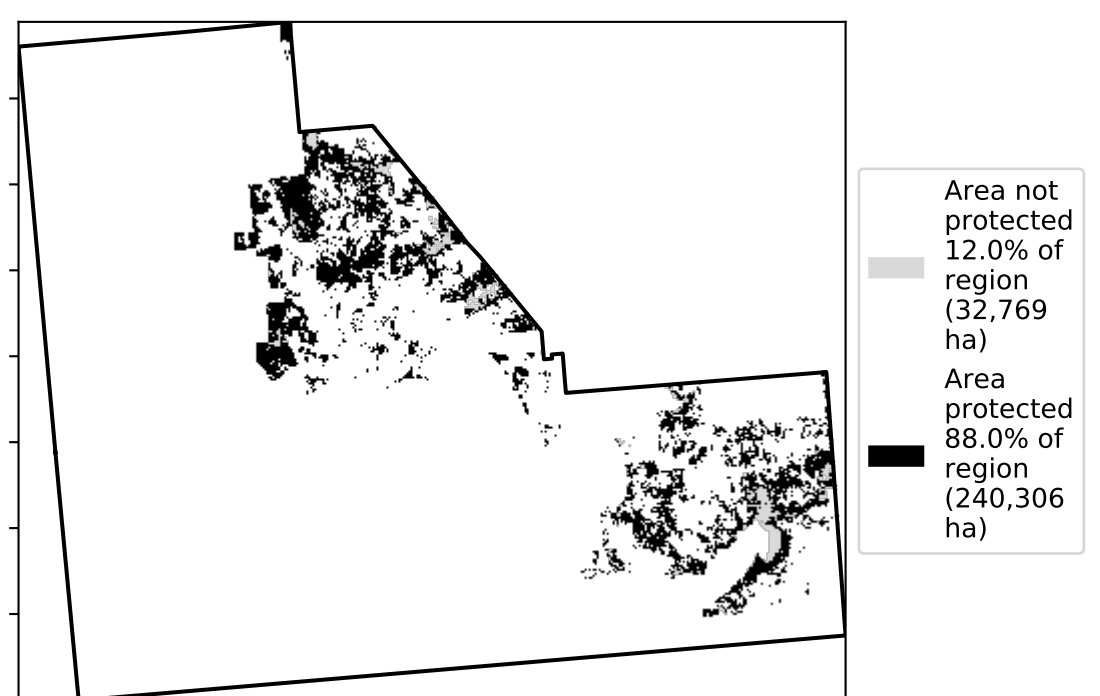 Area not
protected
12.0% of
region
(32,769
ha)
Area
protected
88.0% of
region
(240,306
ha)